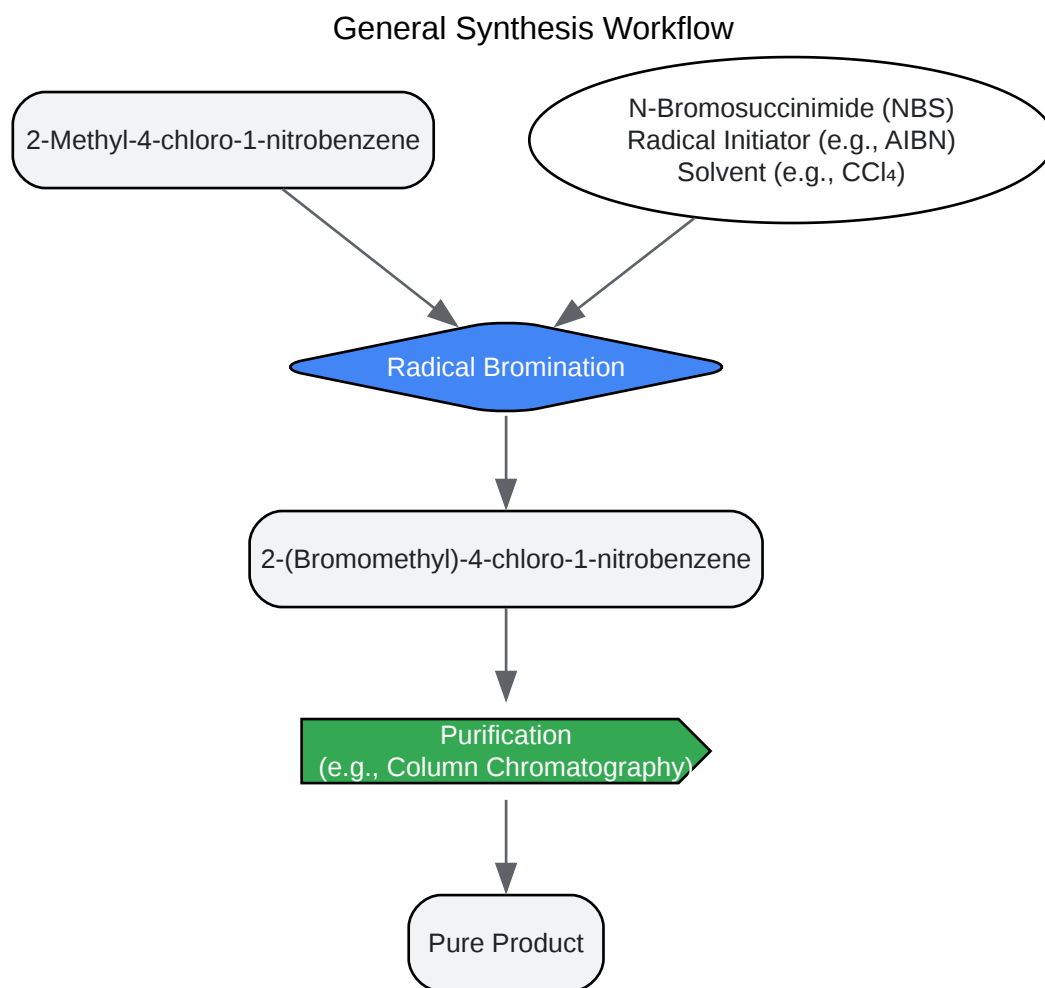 General Synthesis Workflow
2-Methyl-4-chloro-1-nitrobenzene
N-Bromosuccinimide (NBS)
Radical Initiator (e.g., AIBN)
Solvent (e.g., CCl₄)
Radical Bromination
2-(Bromomethyl)-4-chloro-1-nitrobenzene
Purification
(e.g., Column Chromatography)
Pure Product